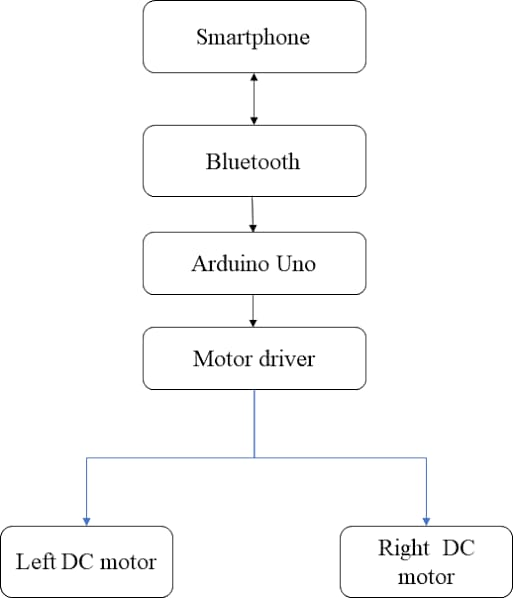 Smartphone
Bluetooth
Arduino Uno
Motor driver
Left DC motor
Right DC
motor